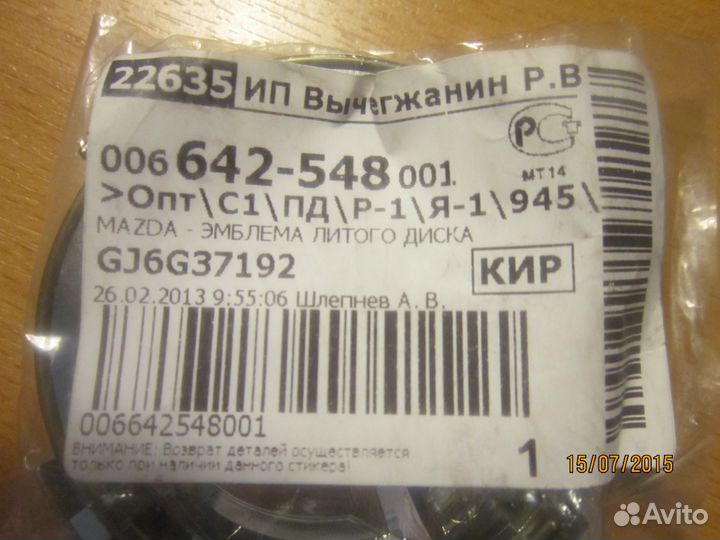 22635 ИП Вычегжанин Р.В
РС
МТ14
006 642-548 001
>Опт\С1\ПД\Р-1\Я-1\945\
MAZDA - ЭМБЛЕМА ЛИТОГО ДИСКА
GJ6G37192
КИР
26.02.2013 9:55:06 Шлепнев А.В.
006642548001
ВНИМАНИЕ: Возврат деталей осуществляется
только при наличии данного стикера!
1
15/07/2015
Avito